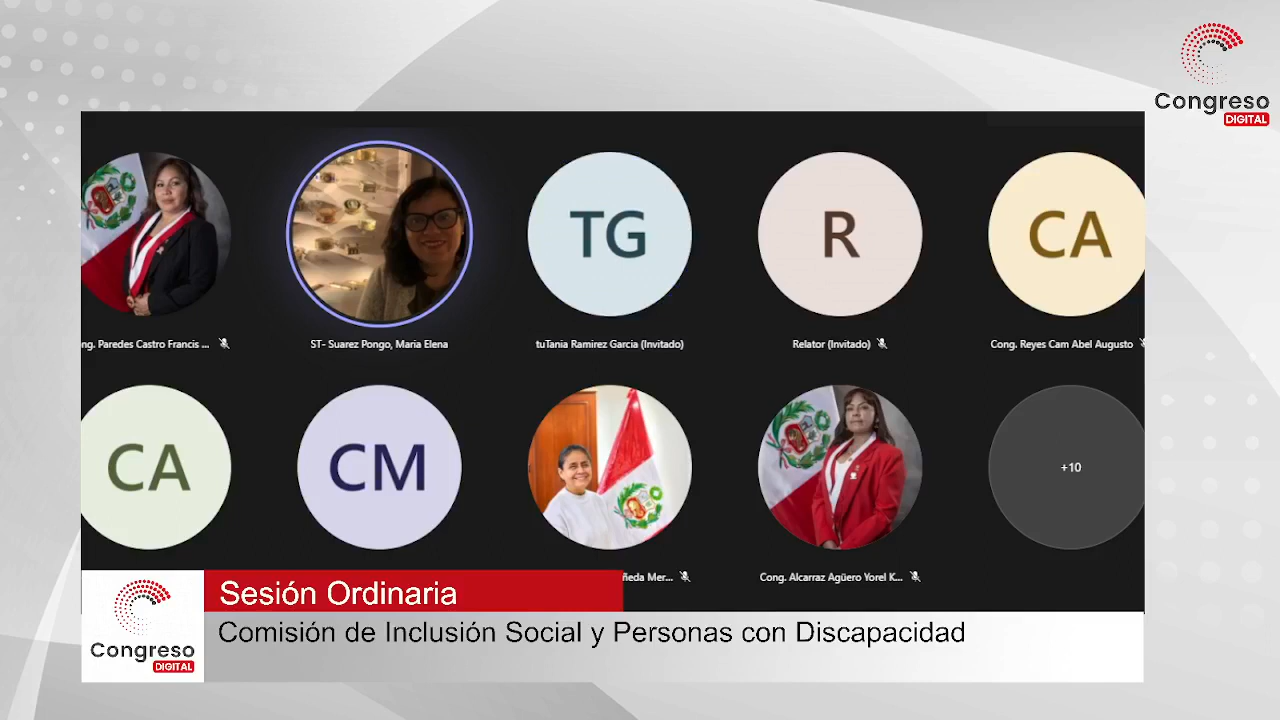 Congreso
DIGITAL
TG
R
CA
ng. Paredes Castro Francis ...
ST- Suarez Pongo, Maria Elena
tuTania Ramirez Garcia (Invitado)
Relator (Invitado)
Cong. Reyes Cam Abel Augusto
CA
CM
+10
ñeda Mer...
Cong. Alcarraz Agüero Yorel K...
Congreso
DIGITAL
Sesión Ordinaria
Comisión de Inclusión Social y Personas con Discapacidad